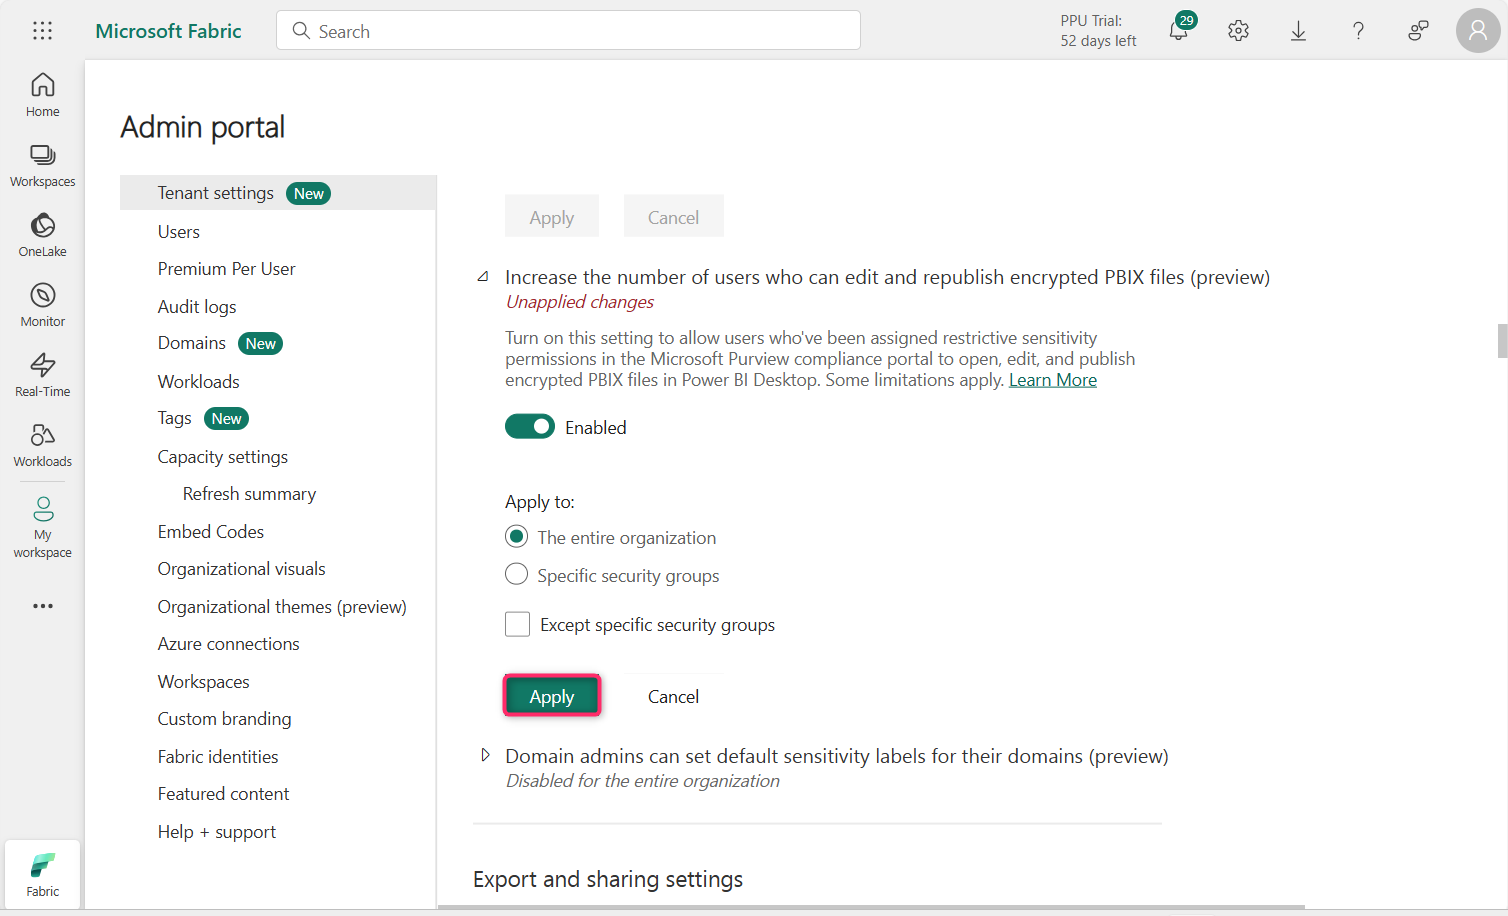 Microsoft Fabric
Search
PPU Trial:
52 days left
29
Home
Workspaces
OneLake
Monitor
Real-Time
Workloads
My
workspace
Fabric
Admin portal
Tenant settings New
Users
Premium Per User
Audit logs
Domains New
Workloads
Tags New
Capacity settings
Refresh summary
Embed Codes
Organizational visuals
Organizational themes (preview)
Azure connections
Workspaces
Custom branding
Fabric identities
Featured content
Help + support
Apply Cancel
Increase the number of users who can edit and republish encrypted PBIX files (preview)
Unapplied changes
Turn on this setting to allow users who've been assigned restrictive sensitivity
permissions in the Microsoft Purview compliance portal to open, edit, and publish
encrypted PBIX files in Power BI Desktop. Some limitations apply. Learn More
Enabled
Apply to:
The entire organization
Specific security groups
Except specific security groups
Apply Cancel
Domain admins can set default sensitivity labels for their domains (preview)
Disabled for the entire organization
Export and sharing settings